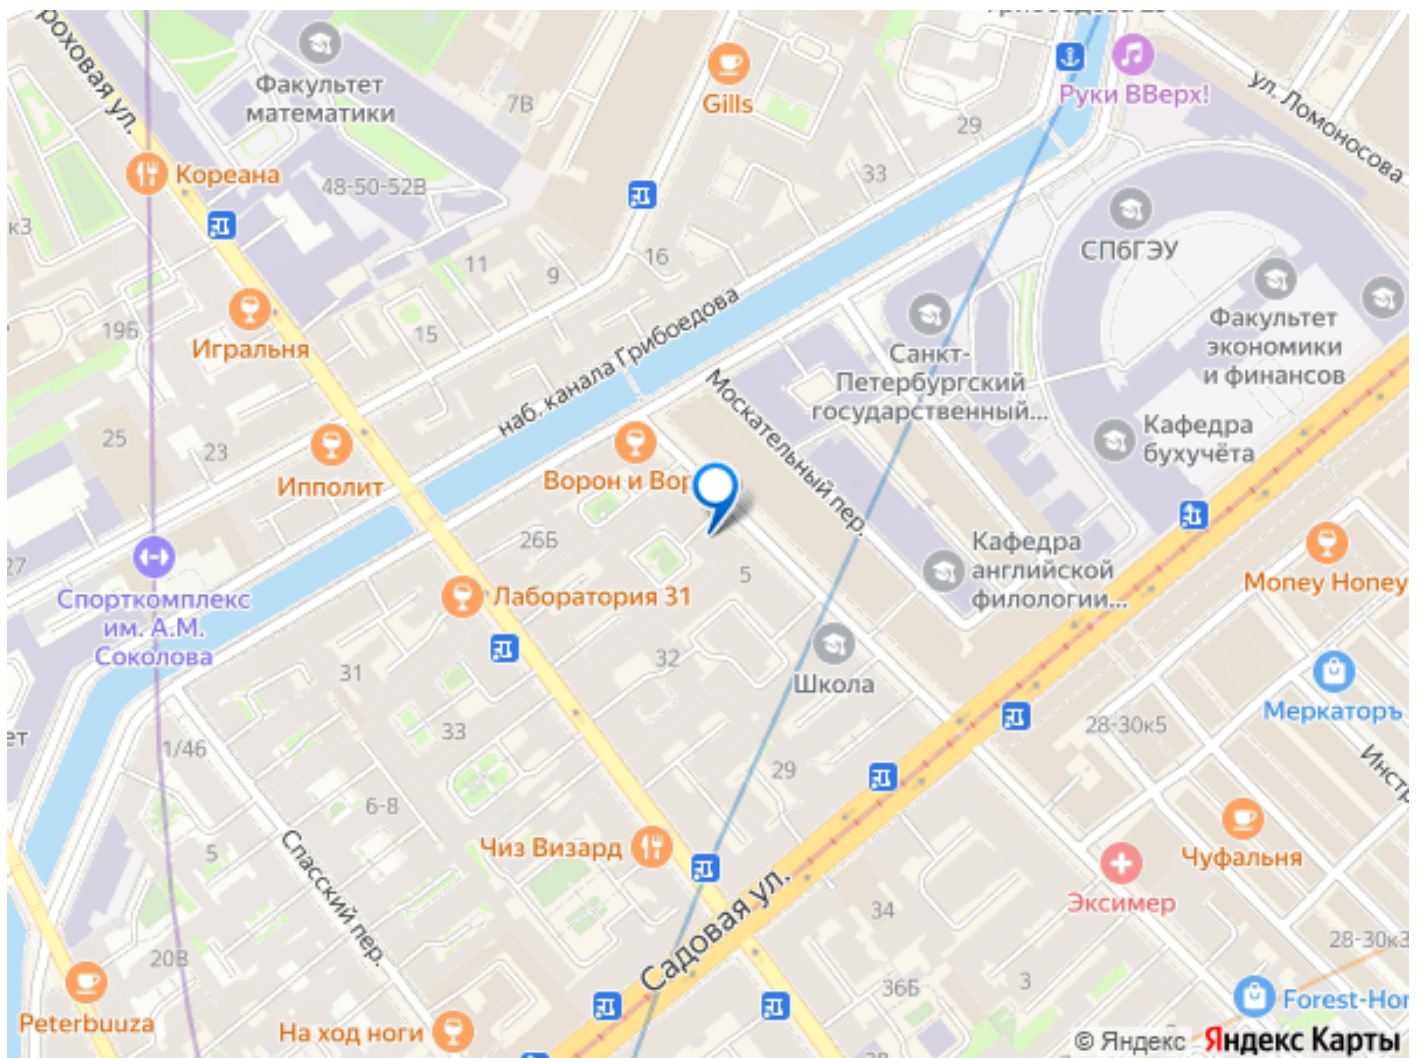 Гороховая ул.
Факультет
математики
7В
Gills
29
Руки ВВерх!
ул. Ломоносова
Кореана
48-50-52В
33
к3
11
9
16
СПбГЭУ
19Б
Игральня
15
наб. канала Грибоедова
Санкт-
Петербургский
государственный...
Факультет
экономики
и финансов
Москательный пер.
25
23
Ипполит
Ворон и Вор
Кафедра
бухучёта
27
26Б
5
Кафедра
английской
филологии...
Money Honey
Спорткомплекс
им. А.М.
Соколова
Лаборатория 31
31
32
Школа
Меркаторъ
28-30к5
33
1/46
29
6-8
5
Спасский пер.
Чиз Визард
Чуфальня
Эксимер
Садовая ул.
34
28-30к3
20В
36Б
3
Peterbuuza
На ход ноги
Forest-Hor
© Яндекс Яндекс Карты